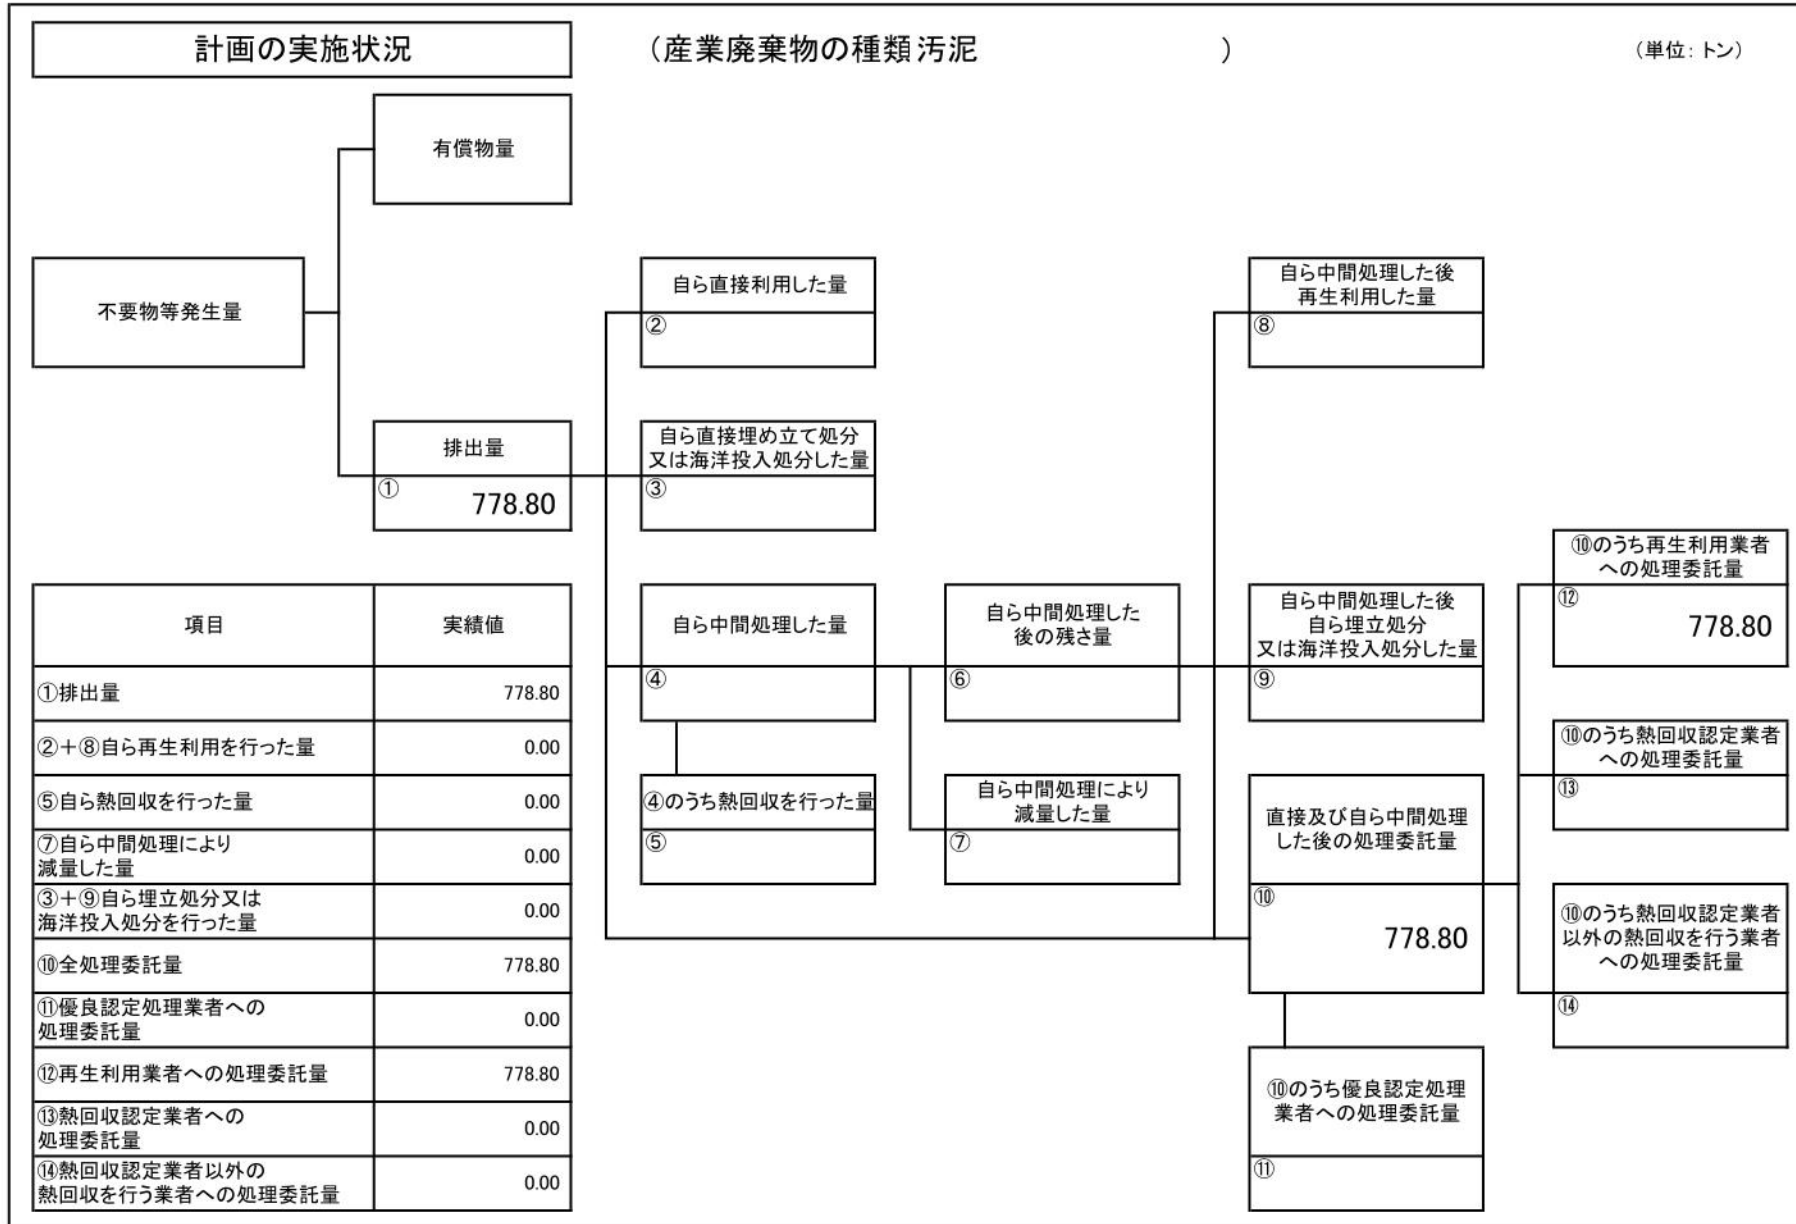 計画の実施状況
（産業廃棄物の種類 汚泥　　　　　　　）
（単位：トン）
有償物量
不要物等発生量
自ら直接利用した量
②
自ら中間処理した後
再生利用した量
⑧
排出量
① 778.80
自ら直接埋め立て処分
又は海洋投入処分した量
③
⑩のうち再生利用業者
への処理委託量
⑫ 778.80
自ら中間処理した量
④
自ら中間処理した
後の残さ量
⑥
自ら中間処理した後
自ら埋立処分
又は海洋投入処分した量
⑨
⑩のうち熱回収認定業者
への処理委託量
⑬
④のうち熱回収を行った量
⑤
自ら中間処理により
減量した量
⑦
直接及び自ら中間処理
した後の処理委託量
⑩
778.80
⑩のうち熱回収認定業者
以外の熱回収を行う業者
への処理委託量
⑭
⑩のうち優良認定処理
業者への処理委託量
⑪
項目 実績値
①排出量 778.80
②＋⑧自ら再生利用を行った量 0.00
⑤自ら熱回収を行った量 0.00
⑦自ら中間処理により
減量した量 0.00
③＋⑨自ら埋立処分又は
海洋投入処分を行った量 0.00
⑩全処理委託量 778.80
⑪優良認定処理業者への
処理委託量 0.00
⑫再生利用業者への処理委託量 778.80
⑬熱回収認定業者への
処理委託量 0.00
⑭熱回収認定業者以外の
熱回収を行う業者への処理委託量 0.00